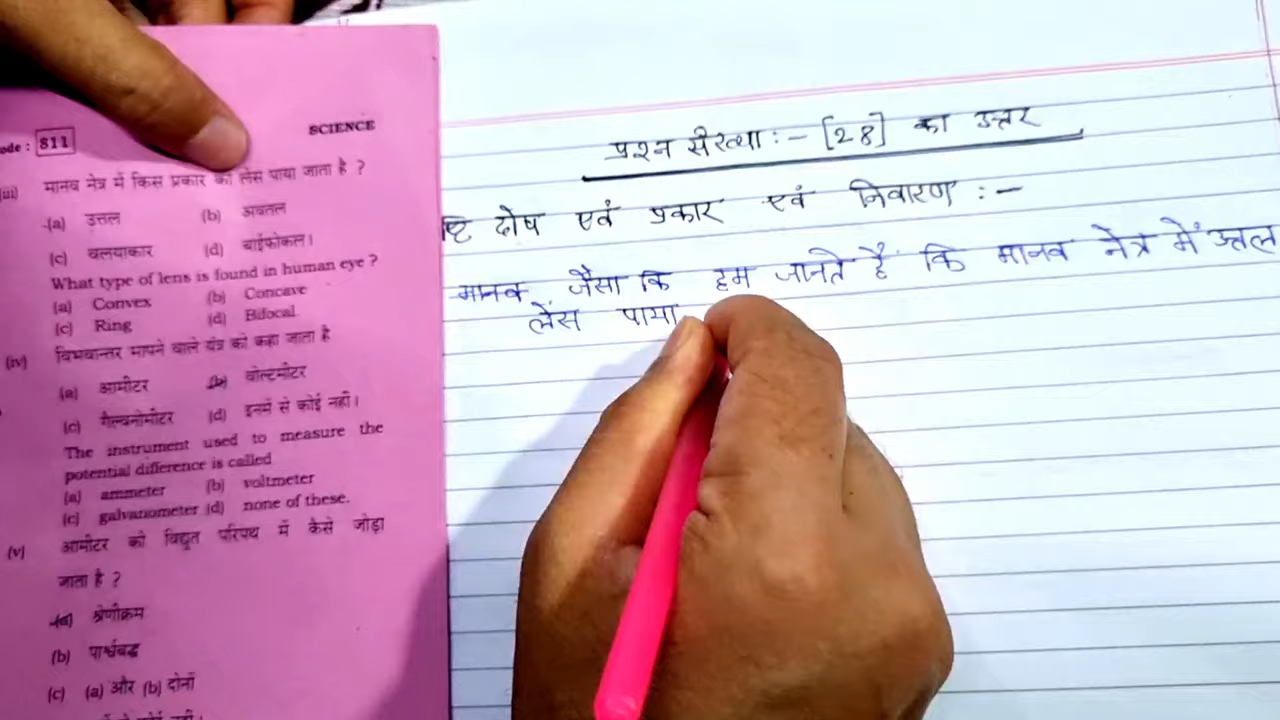 ode : 811
SCIENCE
(iii) मानव नेत्र में किस प्रकार का लेंस पाया जाता है ?
(a) उत्तल (b) अवतल
(c) वलयाकार (d) बाईफोकल।
What type of lens is found in human eye ?
(a) Convex (b) Concave
(c) Ring (d) Bifocal.
(iv) विभवान्तर मापने वाले यंत्र को कहा जाता है
(a) आमीटर (b) वोल्टमीटर
(c) गैल्वनोमीटर (d) इनमें से कोई नहीं।
The instrument used to measure the
potential difference is called
(a) ammeter (b) voltmeter
(c) galvanometer (d) none of these.
(v) आमीटर को विद्युत परिपथ में कैसे जोड़ा
जाता है ?
(a) श्रेणीक्रम
(b) पार्श्वबद्ध
(c) (a) और (b) दोनों
प्रश्न संख्या :- [28] का उत्तर
ष्टि दोष एवं प्रकार एवं निवारण :-
मानक जैसा कि हम जानते हैं कि मानव नेत्र में उत्तल
लेंस पाया